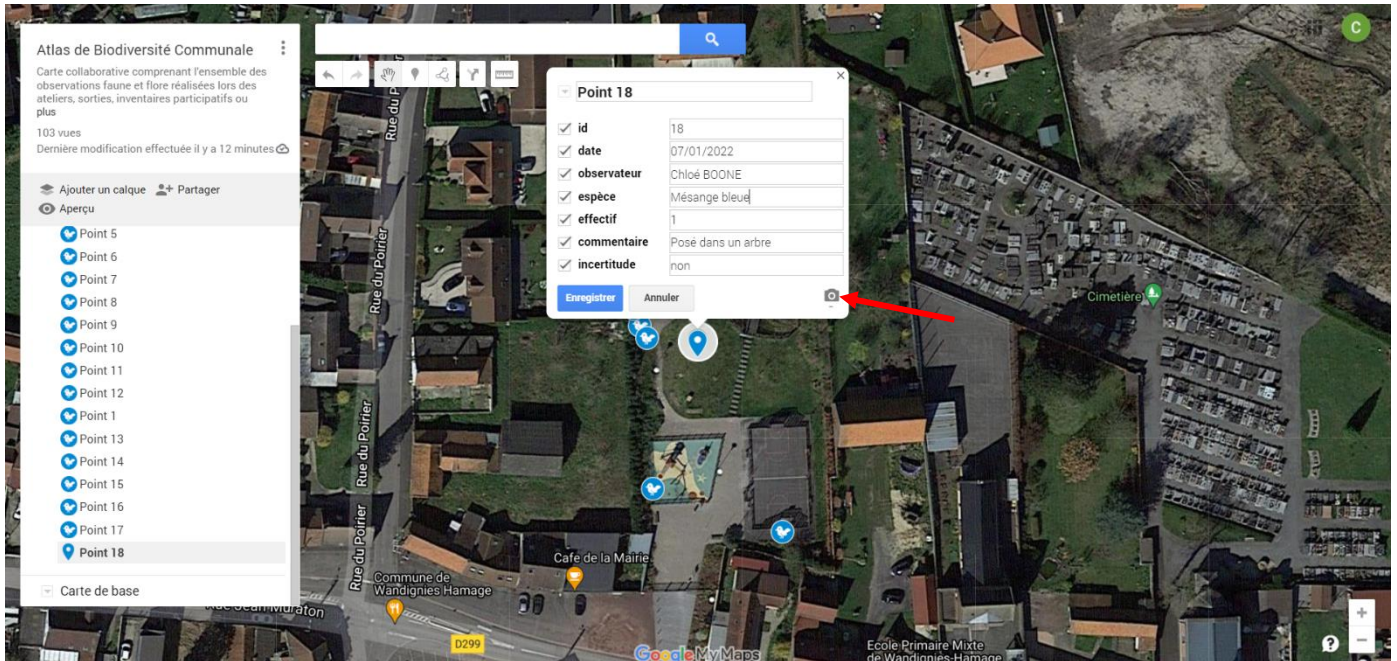 Atlas de Biodiversité Communale
Carte collaborative comprenant l'ensemble des
observations faune et flore réalisées lors des
ateliers, sorties, inventaires participatifs ou
plus
103 vues
Dernière modification effectuée il y a 12 minutes
Ajouter un calque
Partager
Aperçu
Point 5
Point 6
Point 7
Point 8
Point 9
Point 10
Point 11
Point 12
Point 1
Point 13
Point 14
Point 15
Point 16
Point 17
Point 18
Carte de base
Point 18
id 18
date 07/01/2022
observateur Chloé BOONE
espèce Mésange bleue
effectif 1
commentaire Posé dans un arbre
incertitude non
Enregistrer Annuler
C
Rue du Poirier
Rue du Poirier
Rue du Poirier
Cimetière
Cafe de la Mairie
Commune de
Wandignies Hamage
Rue Jean Muraton
D299
Google My Maps
Ecole Primaire Mixte
de Wandignies-Hamage